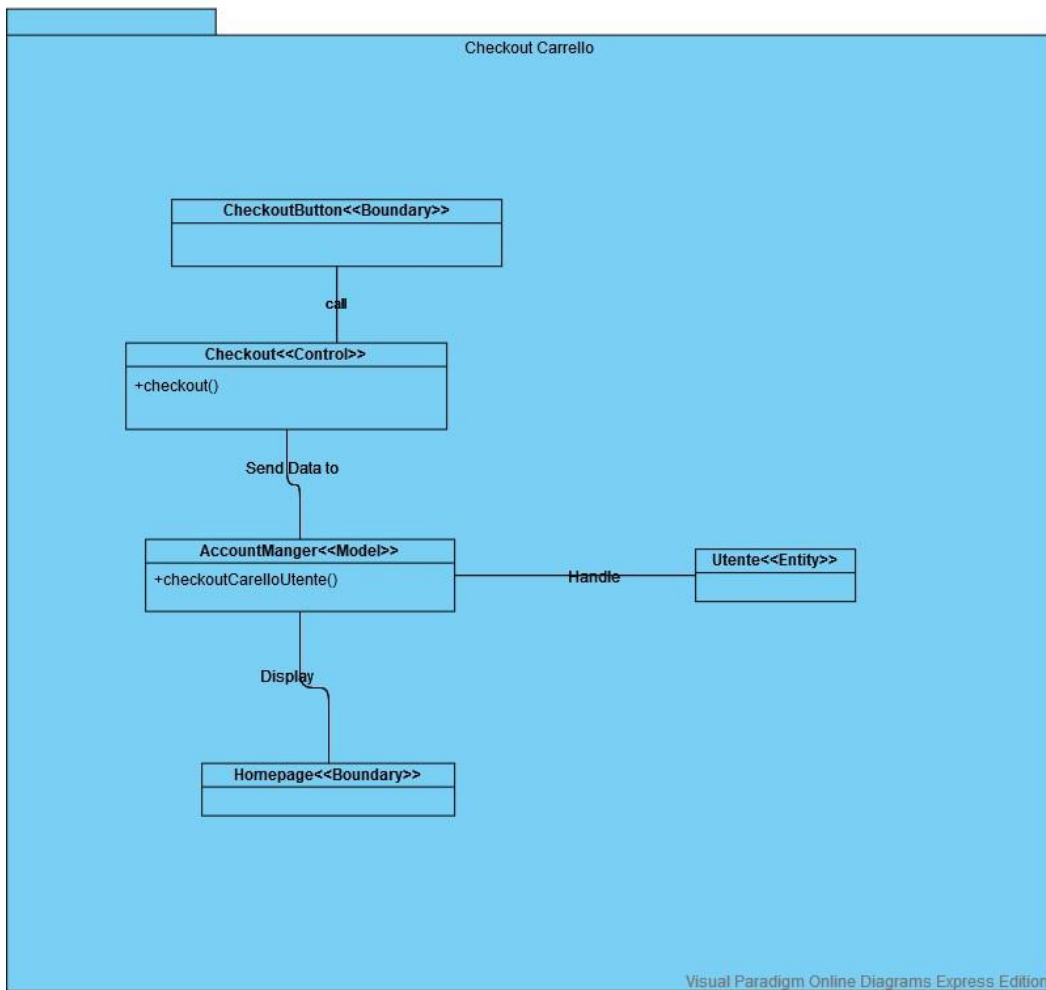 Checkout Carrello
CheckoutButton<<Boundary>>
call
Checkout<<Control>>
+checkout()
Send Data to
AccountManger<<Model>>
+checkoutCarelloUtente()
Handle
Utente<<Entity>>
Display
Homepage<<Boundary>>
Visual Paradigm Online Diagrams Express Edition